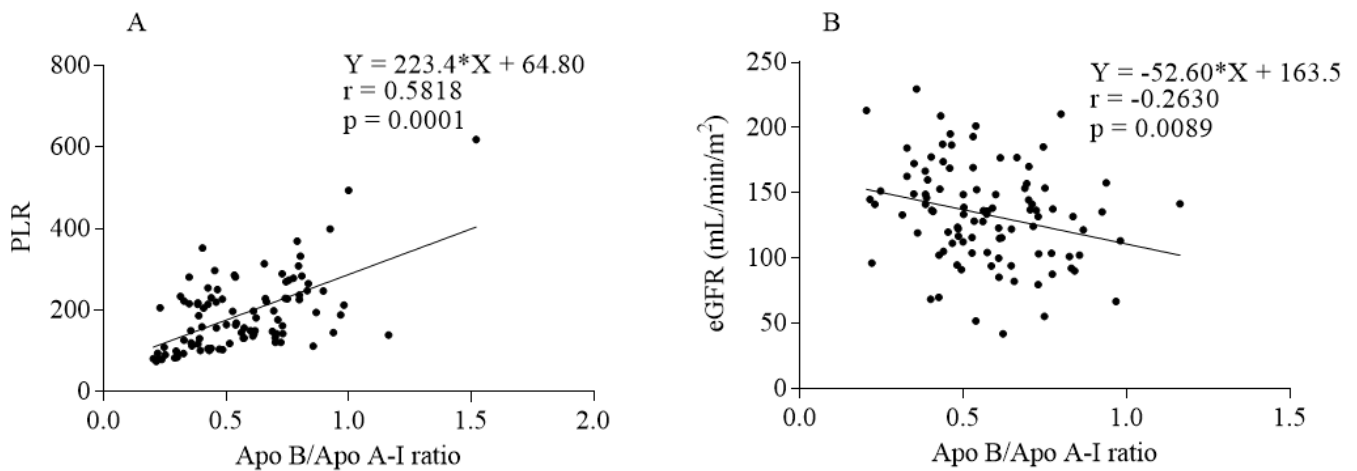 A
Y = 223.4*X + 64.80
r = 0.5818
p = 0.0001
800
600
400
200
0
PLR
0.0
0.5
1.0
1.5
2.0
Apo B/Apo A-I ratio
B
Y = -52.60*X + 163.5
r = -0.2630
p = 0.0089
250
200
150
100
50
0
eGFR (mL/min/m²)
0.0
0.5
1.0
1.5
Apo B/Apo A-I ratio